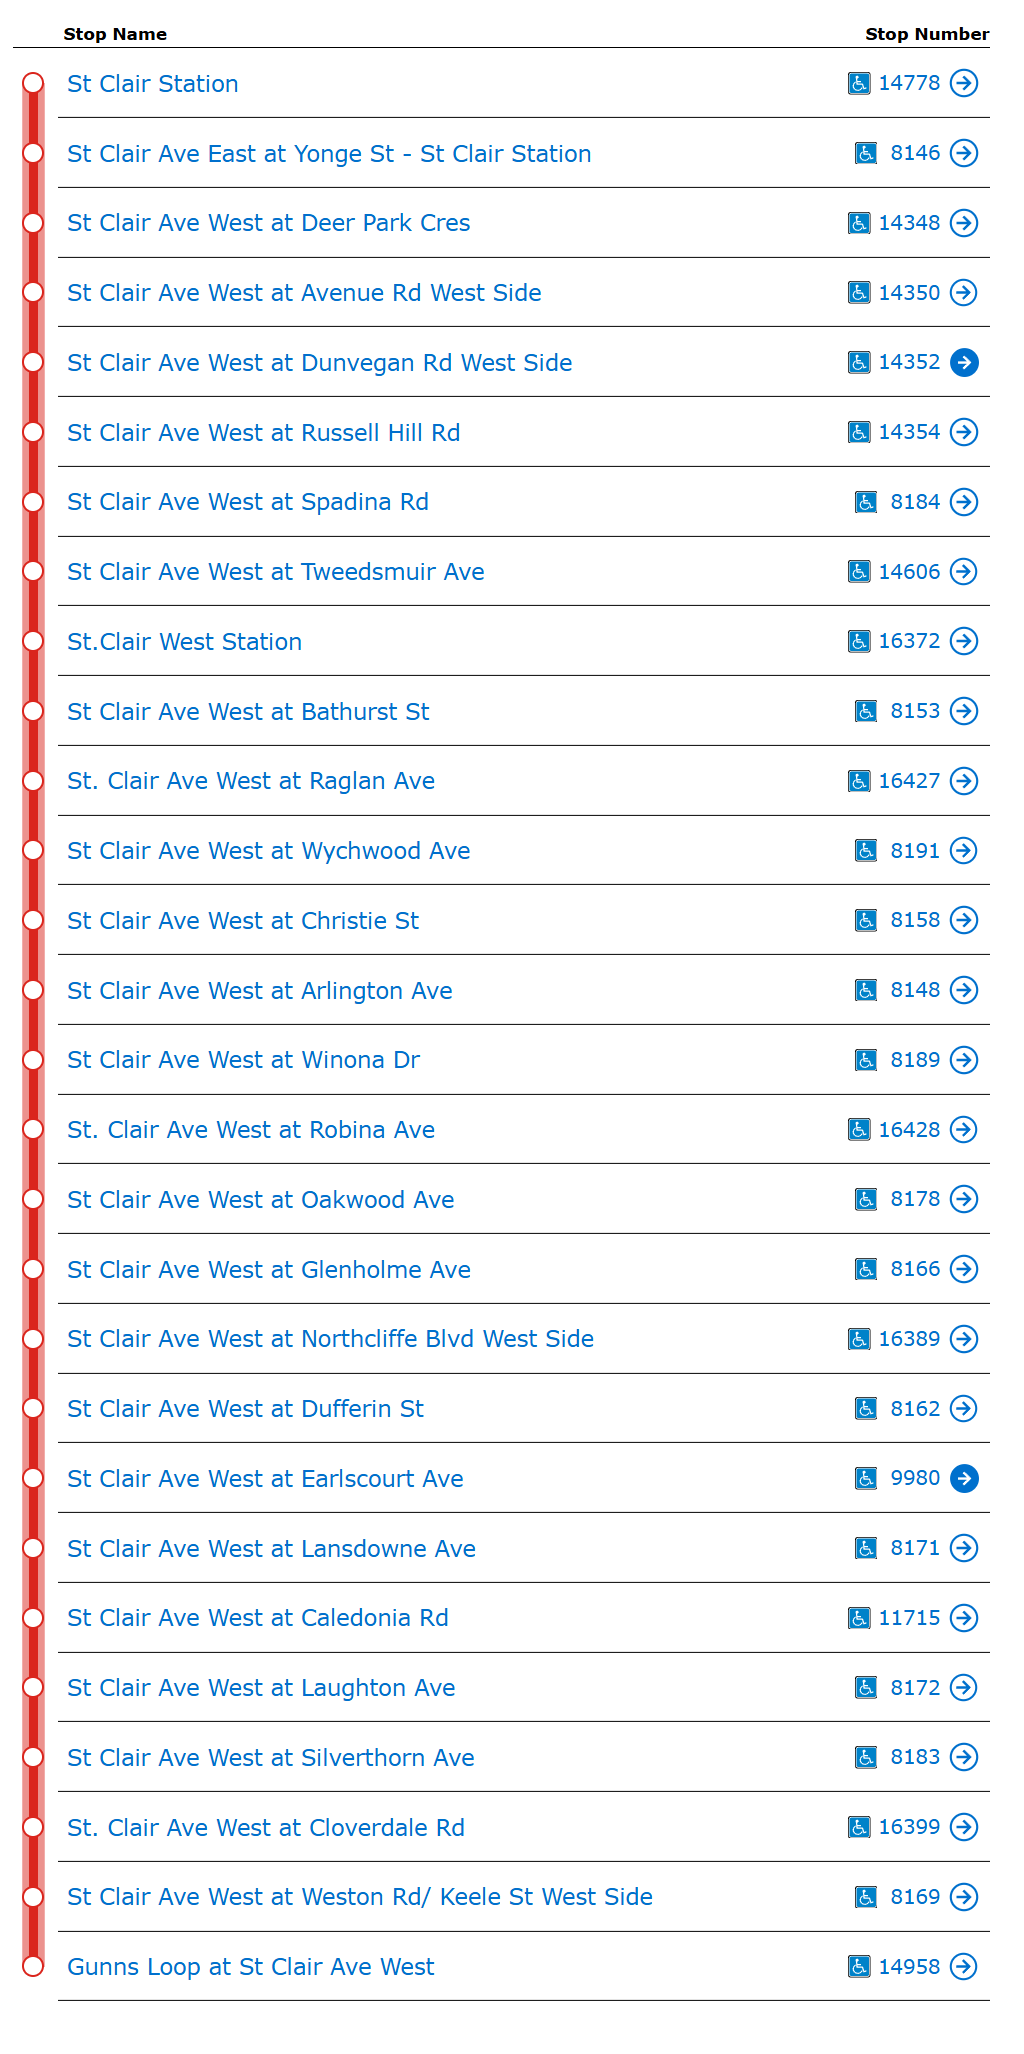 Stop Name Stop Number
St Clair Station 14778
St Clair Ave East at Yonge St - St Clair Station 8146
St Clair Ave West at Deer Park Cres 14348
St Clair Ave West at Avenue Rd West Side 14350
St Clair Ave West at Dunvegan Rd West Side 14352
St Clair Ave West at Russell Hill Rd 14354
St Clair Ave West at Spadina Rd 8184
St Clair Ave West at Tweedsmuir Ave 14606
St.Clair West Station 16372
St Clair Ave West at Bathurst St 8153
St. Clair Ave West at Raglan Ave 16427
St Clair Ave West at Wychwood Ave 8191
St Clair Ave West at Christie St 8158
St Clair Ave West at Arlington Ave 8148
St Clair Ave West at Winona Dr 8189
St. Clair Ave West at Robina Ave 16428
St Clair Ave West at Oakwood Ave 8178
St Clair Ave West at Glenholme Ave 8166
St Clair Ave West at Northcliffe Blvd West Side 16389
St Clair Ave West at Dufferin St 8162
St Clair Ave West at Earlscourt Ave 9980
St Clair Ave West at Lansdowne Ave 8171
St Clair Ave West at Caledonia Rd 11715
St Clair Ave West at Laughton Ave 8172
St Clair Ave West at Silverthorn Ave 8183
St. Clair Ave West at Cloverdale Rd 16399
St Clair Ave West at Weston Rd/ Keele St West Side 8169
Gunns Loop at St Clair Ave West 14958